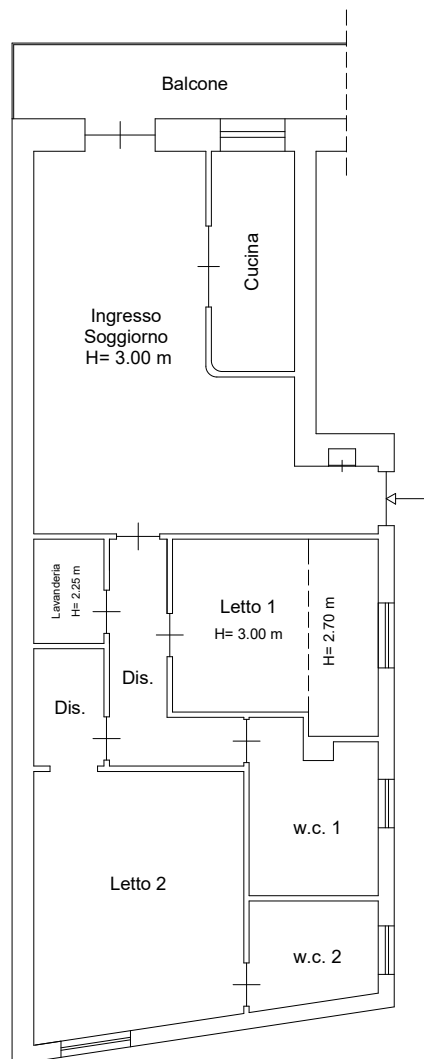 Balcone
Cucina
Ingresso
Soggiorno
H= 3.00 m
Lavanderia
H= 2.25 m
Letto 1
H= 3.00 m
H= 2.70 m
Dis.
Dis.
w.c. 1
Letto 2
w.c. 2